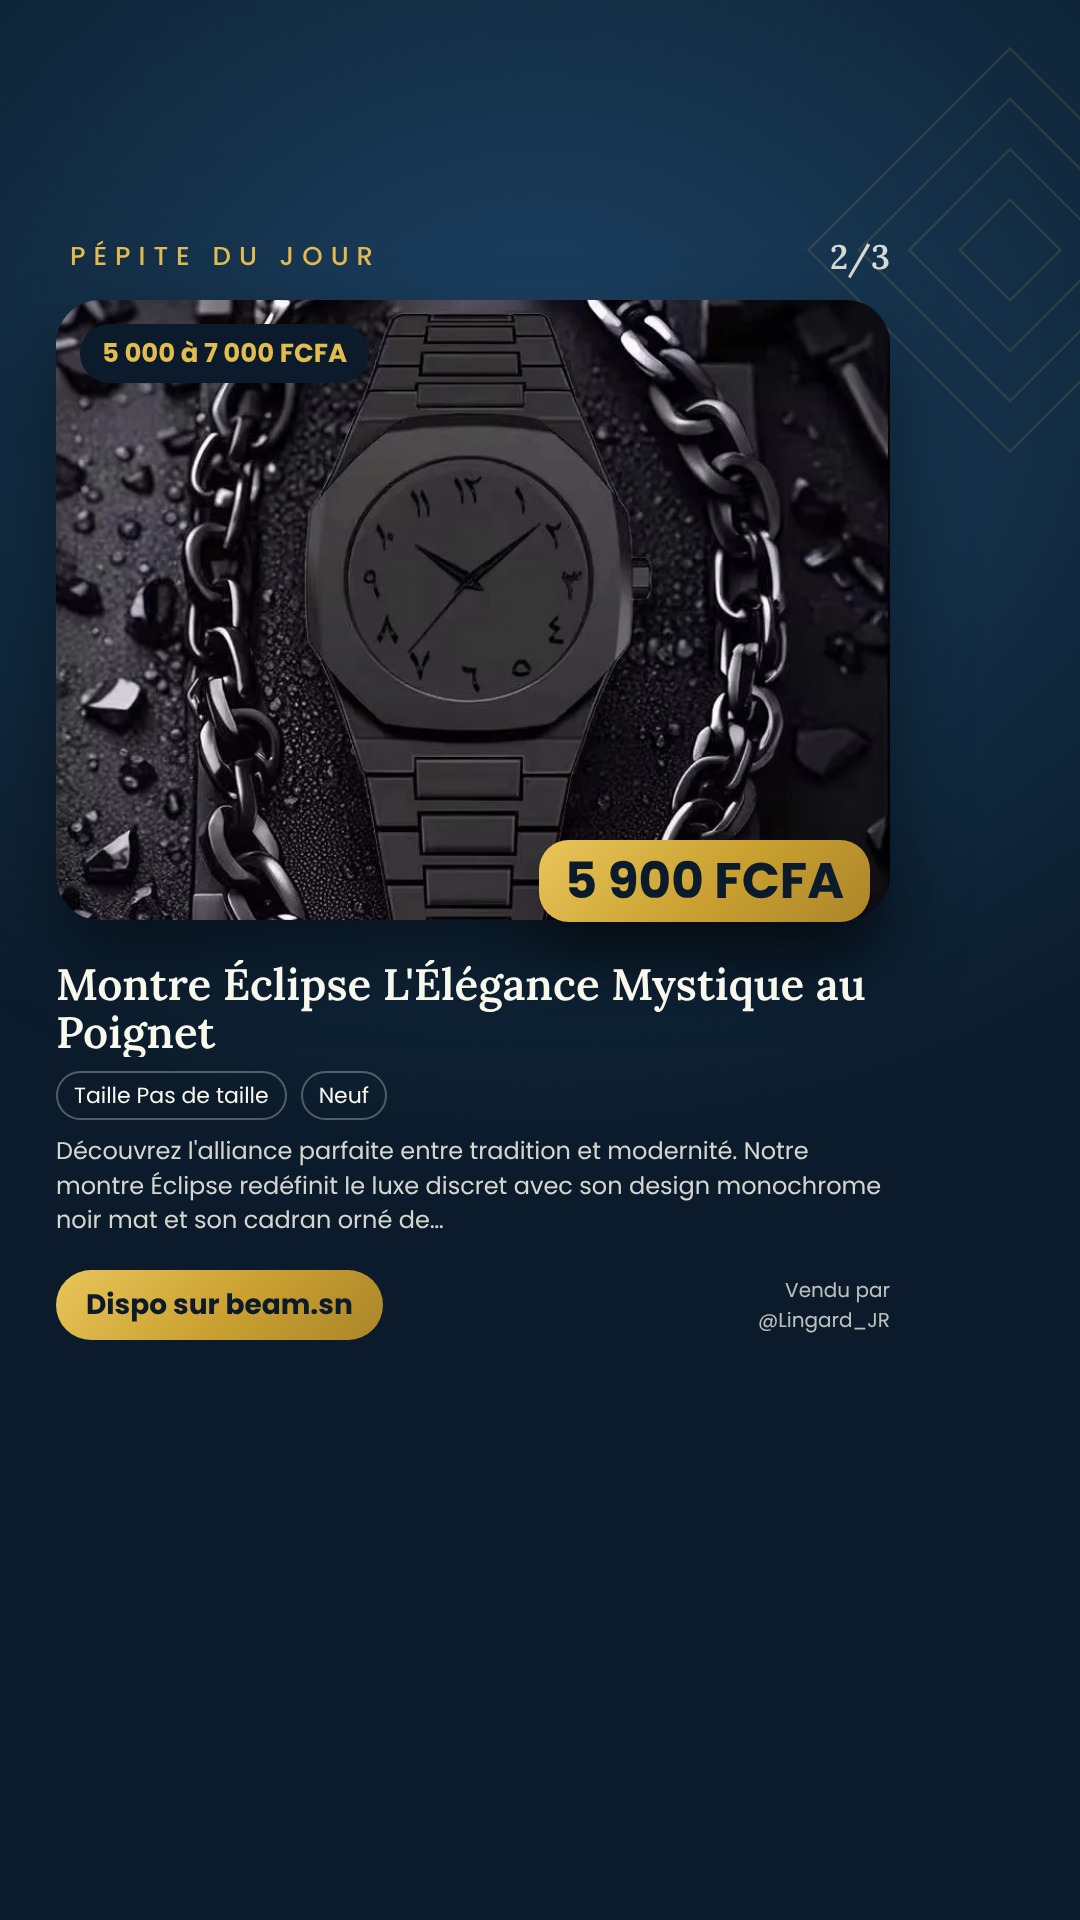 PÉPITE DU JOUR
2/3
5 000 à 7 000 FCFA
١٢
١
٢
٣
٤
٥
٦
٧
٨
٩
١٠
١١
5 900 FCFA
Montre Éclipse L'Élégance Mystique au
Poignet
Taille Pas de taille
Neuf
Découvrez l'alliance parfaite entre tradition et modernité. Notre
montre Éclipse redéfinit le luxe discret avec son design monochrome
noir mat et son cadran orné de...
Dispo sur beam.sn
Vendu par
@Lingard_JR